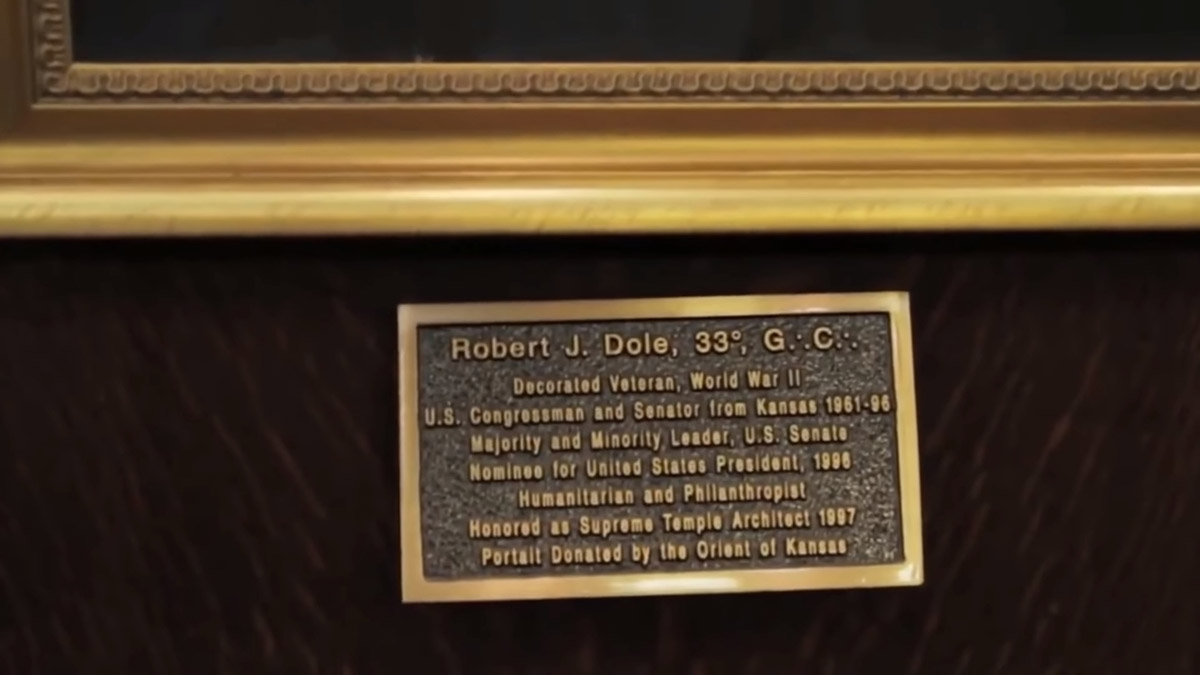 Robert J. Dole, 33°, G∴C∴
Decorated Veteran, World War II
U.S. Congressman and Senator from Kansas 1961-96
Majority and Minority Leader, U.S. Senate
Nominee for United States President, 1996
Humanitarian and Philanthropist
Honored as Supreme Temple Architect 1997
Portait Donated by the Orient of Kansas